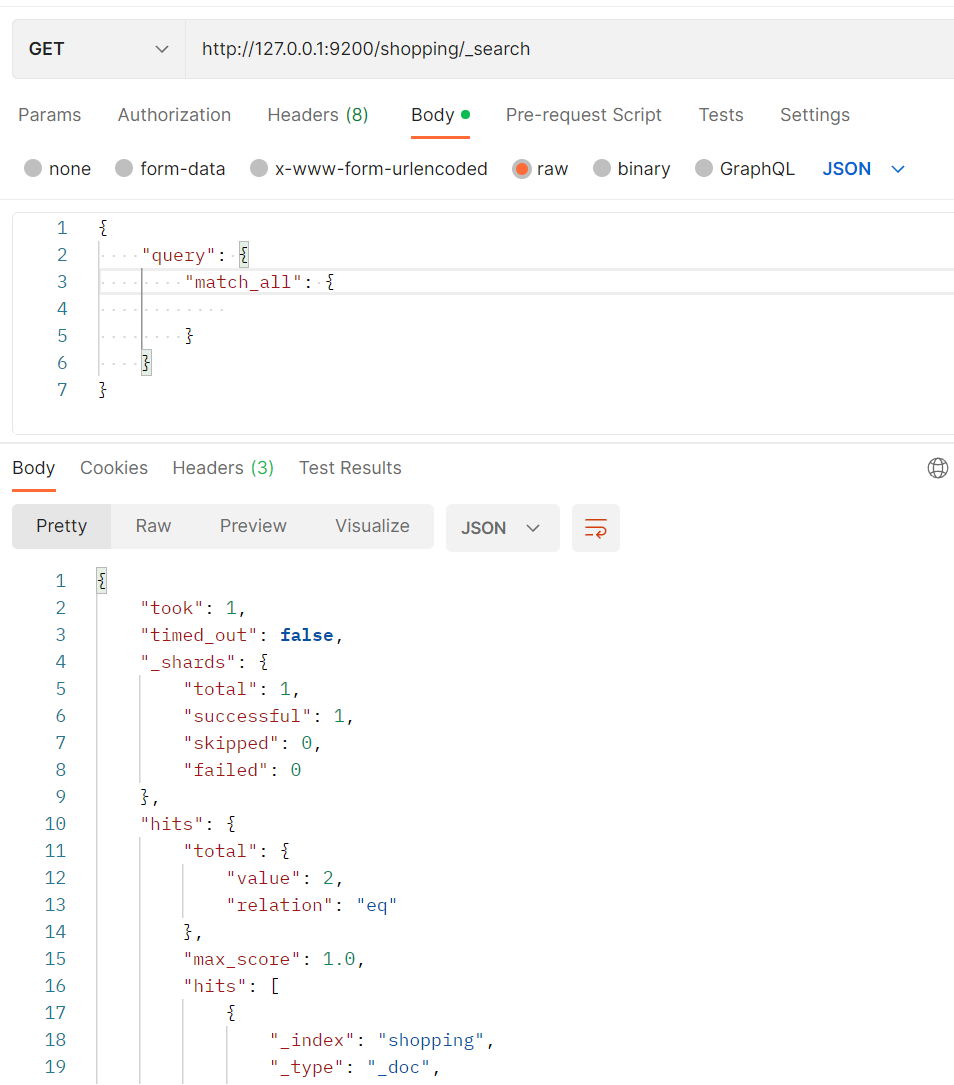 GET http://127.0.0.1:9200/shopping/_search
Params Authorization Headers (8) Body Pre-request Script Tests Settings
none form-data x-www-form-urlencoded raw binary GraphQL JSON
1 {
2 "query": {
3 "match_all": {
4
5 }
6 }
7 }
Body Cookies Headers (3) Test Results
Pretty Raw Preview Visualize JSON
1 {
2 "took": 1,
3 "timed_out": false,
4 "_shards": {
5 "total": 1,
6 "successful": 1,
7 "skipped": 0,
8 "failed": 0
9 },
10 "hits": {
11 "total": {
12 "value": 2,
13 "relation": "eq"
14 },
15 "max_score": 1.0,
16 "hits": [
17 {
18 "_index": "shopping",
19 "_type": "_doc",